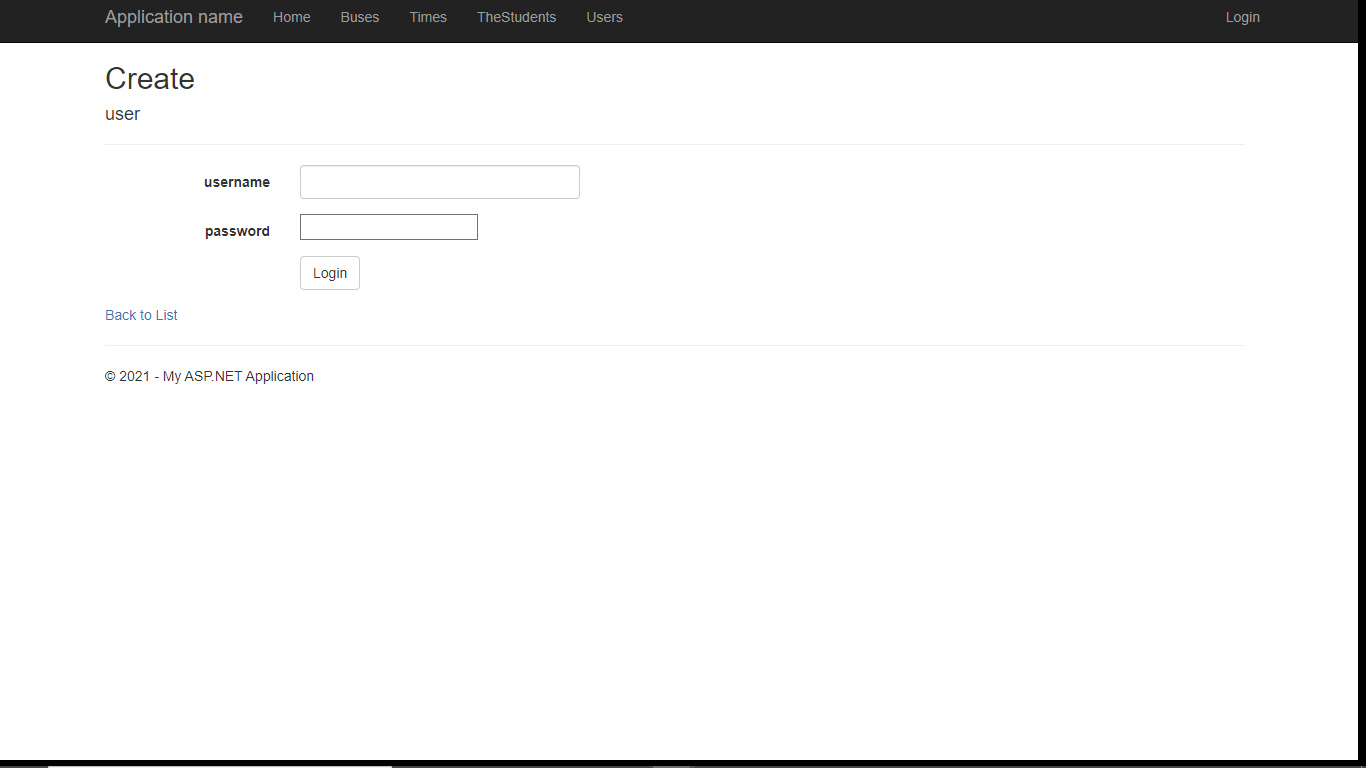 Application name Home Buses Times TheStudents Users Login
Create
user
username
password
Login
Back to List
© 2021 - My ASP.NET Application